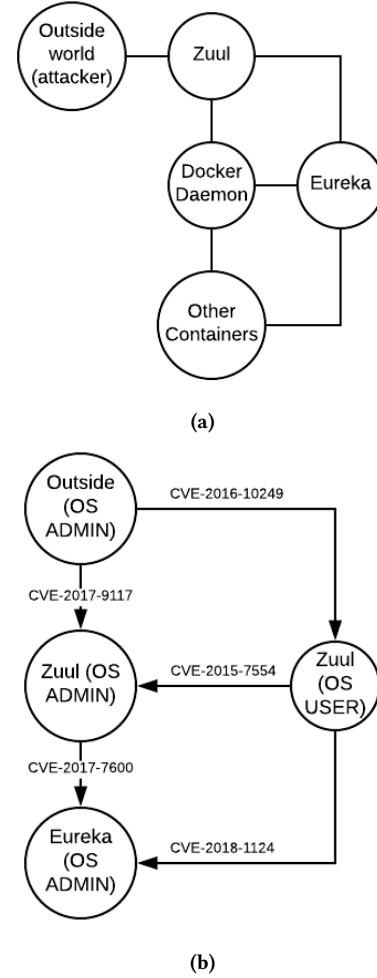 Outside
world
(attacker)
Zuul
Docker
Daemon
Eureka
Other
Containers
(a)
Outside
(OS
ADMIN)
CVE-2016-10249
CVE-2017-9117
Zuul (OS
ADMIN)
CVE-2015-7554
Zuul
(OS
USER)
CVE-2017-7600
Eureka
(OS
ADMIN)
CVE-2018-1124
(b)